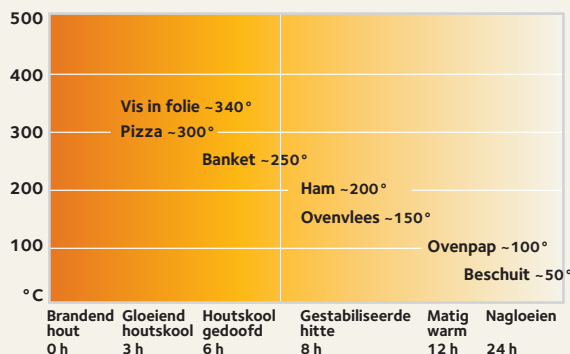 500
400
Vis in folie ~340°
300
Pizza ~300°
Banket ~250°
200
Ham ~200°
Ovenvlees ~150°
100
Ovenpap ~100°
Beschuit ~50°
°C
Brandend hout
0 h
Gloeiend houtskool
3 h
Houtskool gedoofd
6 h
Gestabiliseerde hitte
8 h
Matig warm
12 h
Nagloeien
24 h